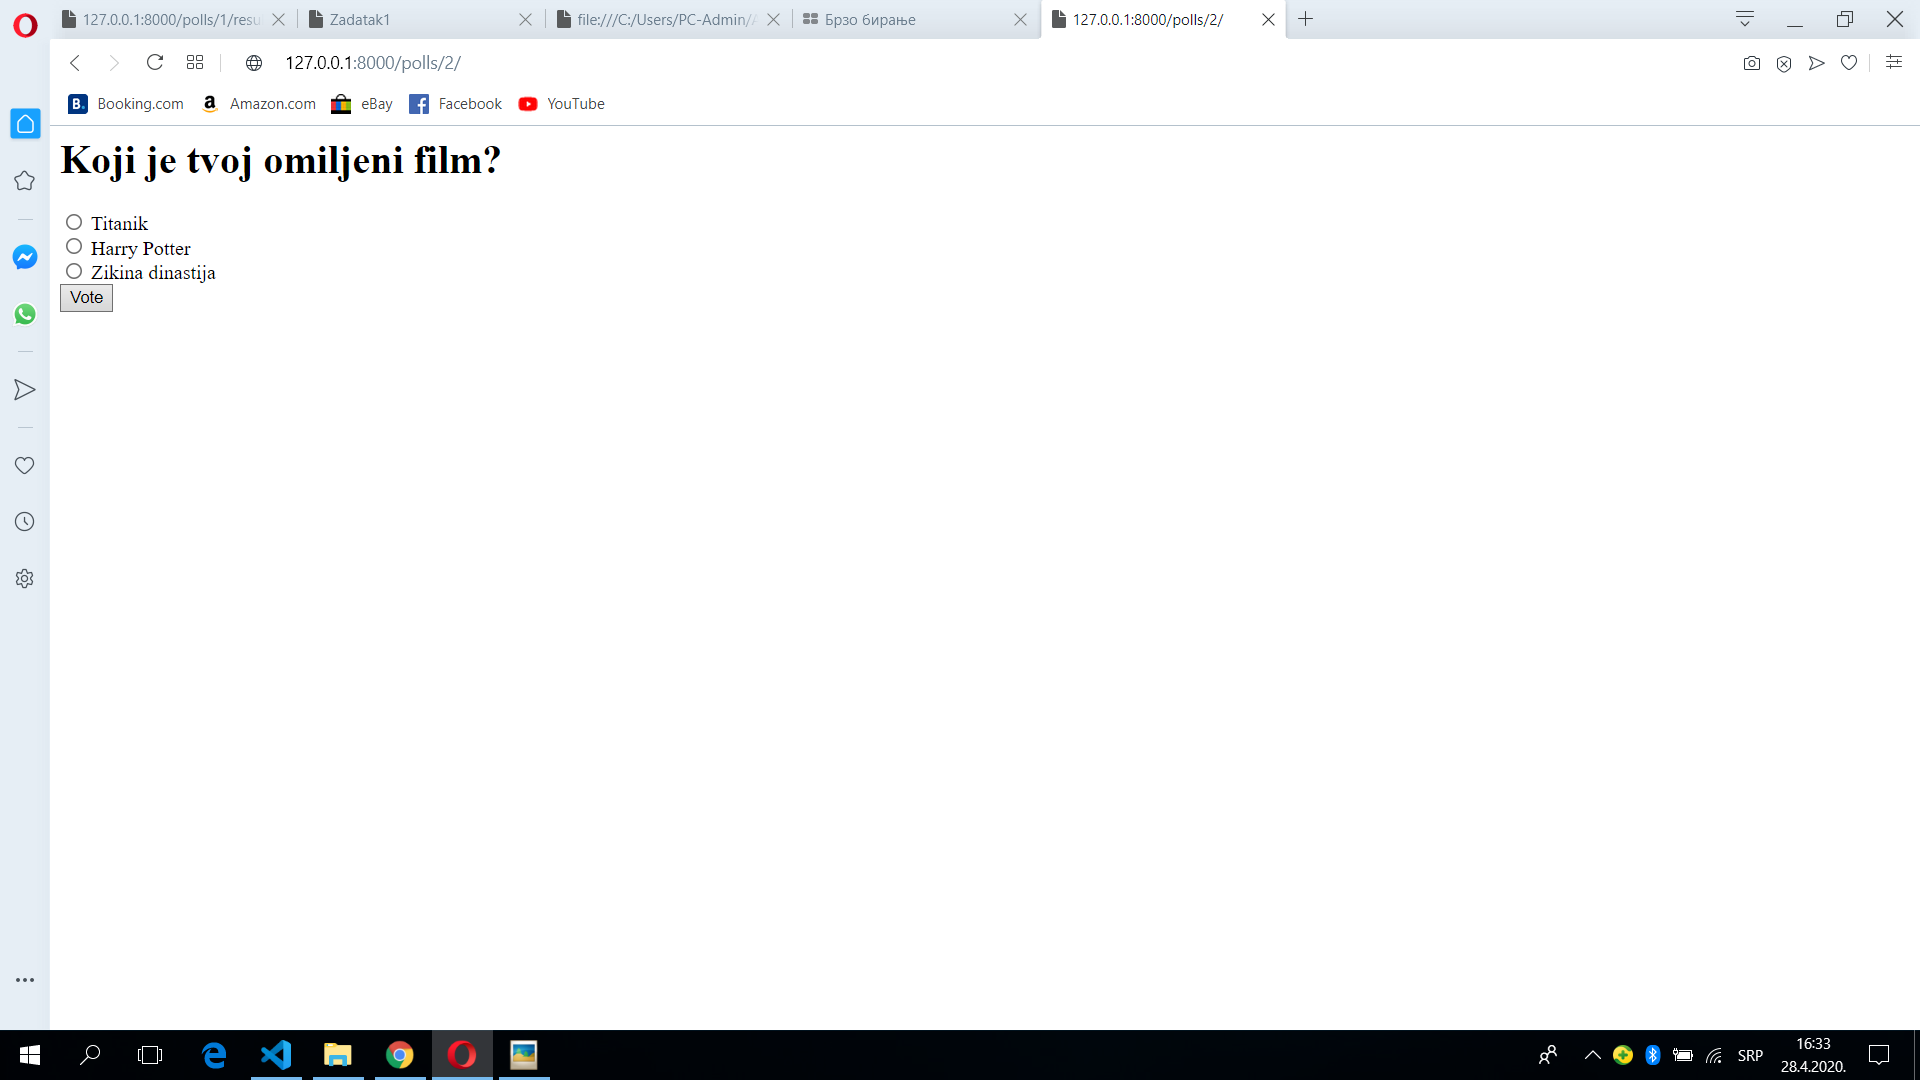 127.0.0.1:8000/polls/1/resu
Zadatak1
file:///C:/Users/PC-Admin/
Брзо бирање
127.0.0.1:8000/polls/2/
127.0.0.1:8000/polls/2/
B. Booking.com
a Amazon.com
eBay
Facebook
YouTube
Koji je tvoj omiljeni film?
Titanik
Harry Potter
Zikina dinastija
Vote
SRP
16:33
28.4.2020.